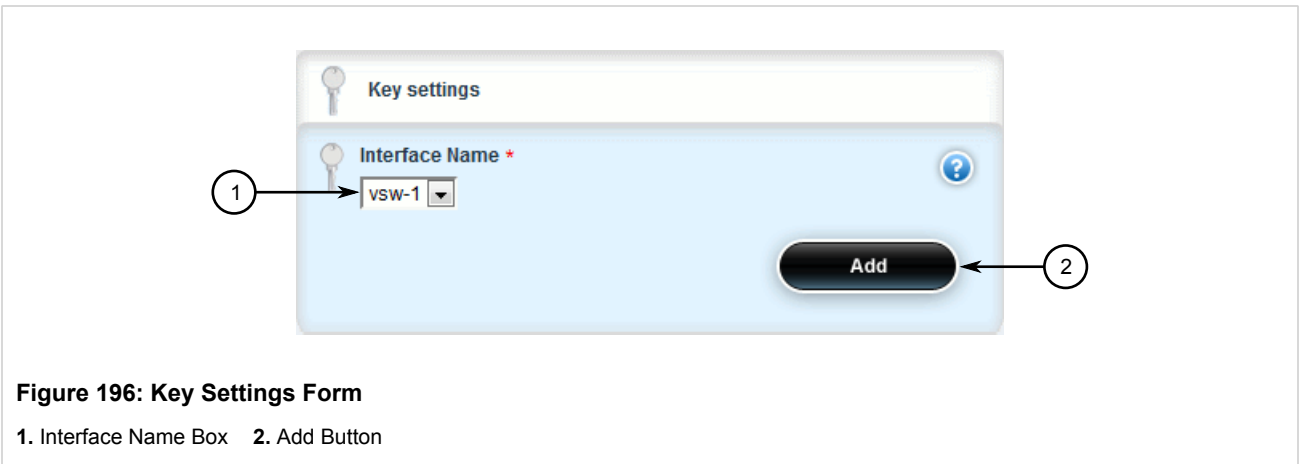 Key settings
Interface Name *
1
vsw-1
Add
2
Figure 196: Key Settings Form
1. Interface Name Box 2. Add Button